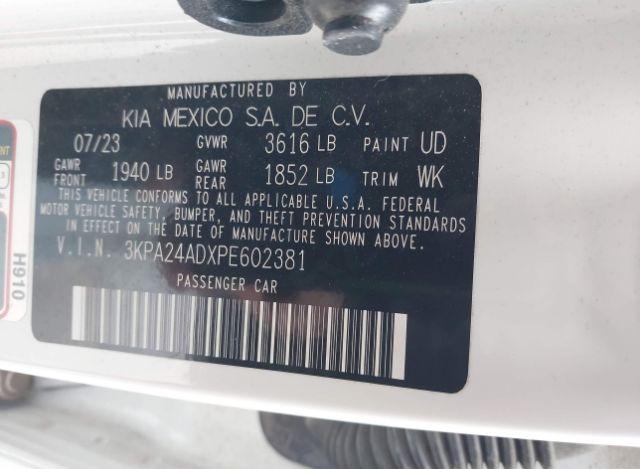 MANUFACTURED BY
KIA MEXICO S.A. DE C.V.
07/23 GVWR 3616 LB PAINT UD
GAWR FRONT 1940 LB GAWR REAR 1852 LB TRIM WK
THIS VEHICLE CONFORMS TO ALL APPLICABLE U.S.A. FEDERAL
MOTOR VEHICLE SAFETY, BUMPER, AND THEFT PREVENTION STANDARDS
IN EFFECT ON THE DATE OF MANUFACTURE SHOWN ABOVE.
V.I.N. 3KPA24ADXPE602381
PASSENGER CAR
H910